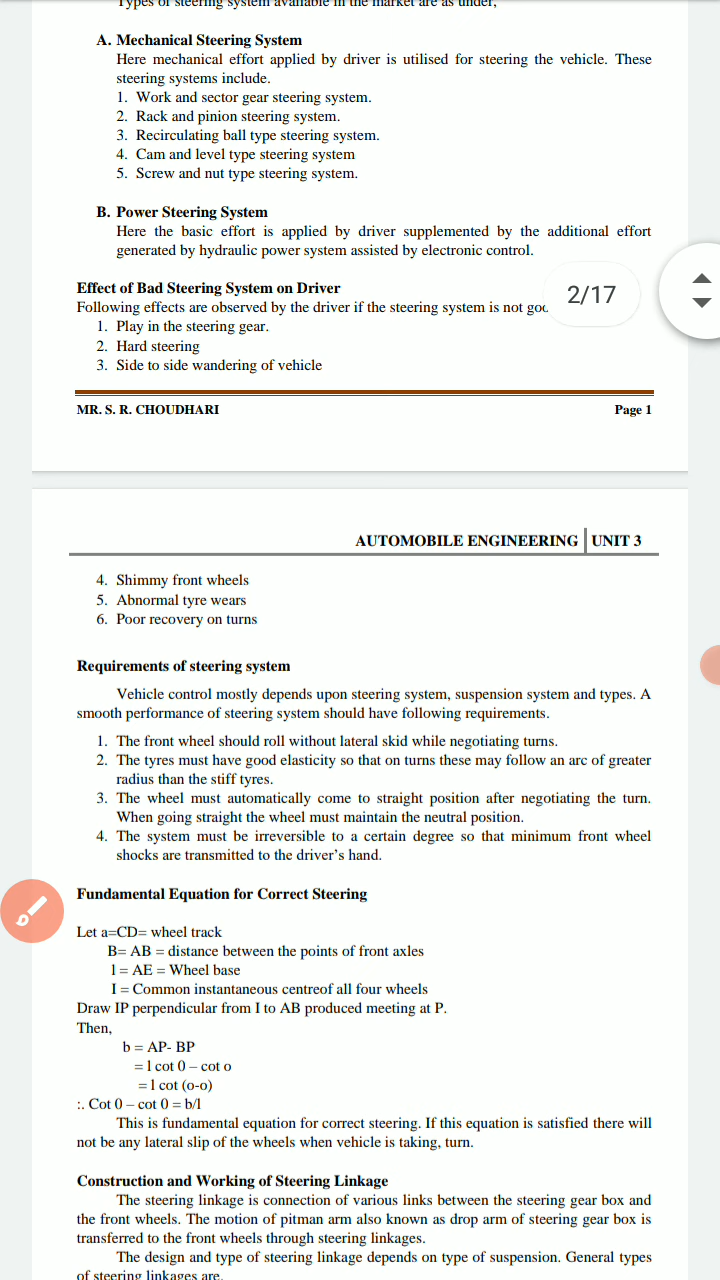 Types of steering system available in the market are as under,
A. Mechanical Steering System
Here mechanical effort applied by driver is utilised for steering the vehicle. These
steering systems include.
1. Work and sector gear steering system.
2. Rack and pinion steering system.
3. Recirculating ball type steering system.
4. Cam and level type steering system
5. Screw and nut type steering system.
B. Power Steering System
Here the basic effort is applied by driver supplemented by the additional effort
generated by hydraulic power system assisted by electronic control.
Effect of Bad Steering System on Driver
Following effects are observed by the driver if the steering system is not
2/17
1. Play in the steering gear.
2. Hard steering
3. Side to side wandering of vehicle
MR. S. R. CHOUDHARI Page 1
AUTOMOBILE ENGINEERING UNIT 3
4. Shimmy front wheels
5. Abnormal tyre wears
6. Poor recovery on turns
Requirements of steering system
Vehicle control mostly depends upon steering system, suspension system and types. A
smooth performance of steering system should have following requirements.
1. The front wheel should roll without lateral skid while negotiating turns.
2. The tyres must have good elasticity so that on turns these may follow an arc of greater
radius than the stiff tyres.
3. The wheel must automatically come to straight position after negotiating the turn.
When going straight the wheel must maintain the neutral position.
4. The system must be irreversible to a certain degree so that minimum front wheel
shocks are transmitted to the driver's hand.
Fundamental Equation for Correct Steering
Let a=CD= wheel track
B= AB = distance between the points of front axles
l = AE = Wheel base
I = Common instantaneous centreof all four wheels
Draw IP perpendicular from I to AB produced meeting at P.
Then,
b = AP- BP
= l cot 0 – cot o
= l cot (o-o)
:. Cot 0 – cot 0 = b/l
This is fundamental equation for correct steering. If this equation is satisfied there will
not be any lateral slip of the wheels when vehicle is taking, turn.
Construction and Working of Steering Linkage
The steering linkage is connection of various links between the steering gear box and
the front wheels. The motion of pitman arm also known as drop arm of steering gear box is
transferred to the front wheels through steering linkages.
The design and type of steering linkage depends on type of suspension. General types
of steering linkages are.